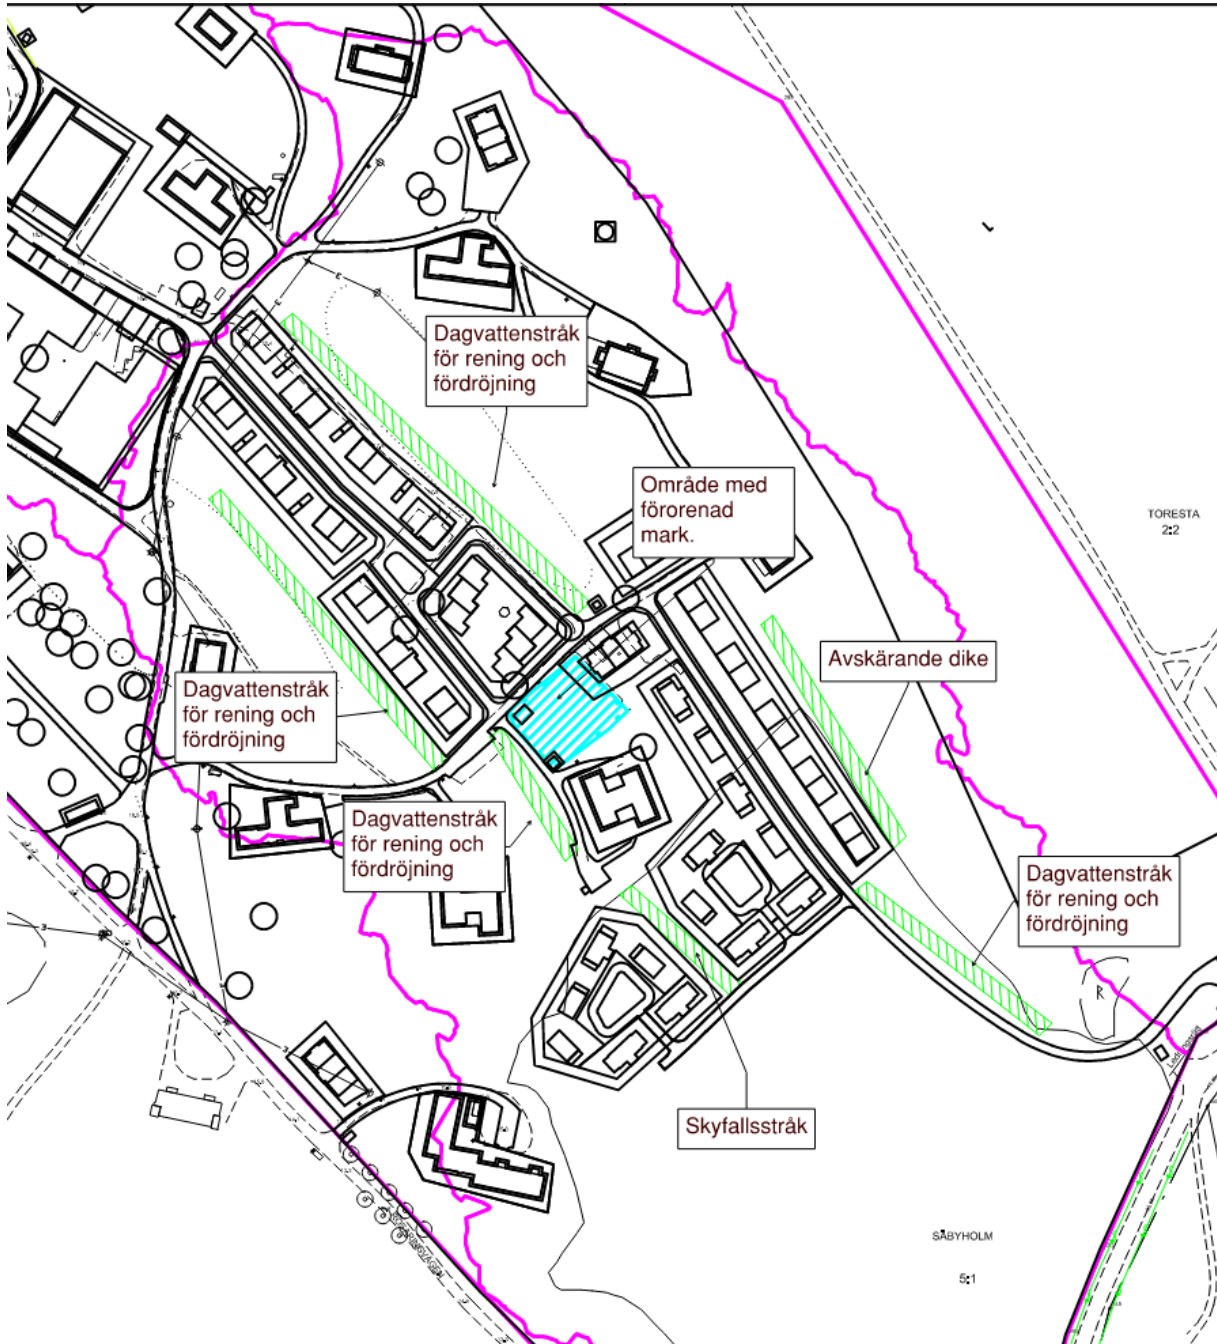 Dagvattenstråk
för rening och
fördröjning
Område med
förorenad
mark.
TORESTA
2:2
Avskärande dike
Dagvattenstråk
för rening och
fördröjning
Dagvattenstråk
för rening och
fördröjning
Dagvattenstråk
för rening och
fördröjning
R
Skyfallsstråk
SÅBYHOLM
5:1